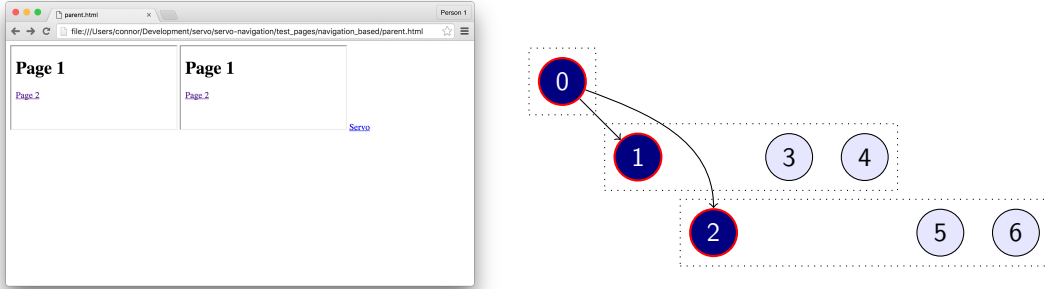 parent.html
Person 1
file:///Users/connor/Development/servo/servo-navigation/test_pages/navigation_based/parent.html
Page 1
Page 2
Page 1
Page 2
Servo
0
1
3
4
2
5
6